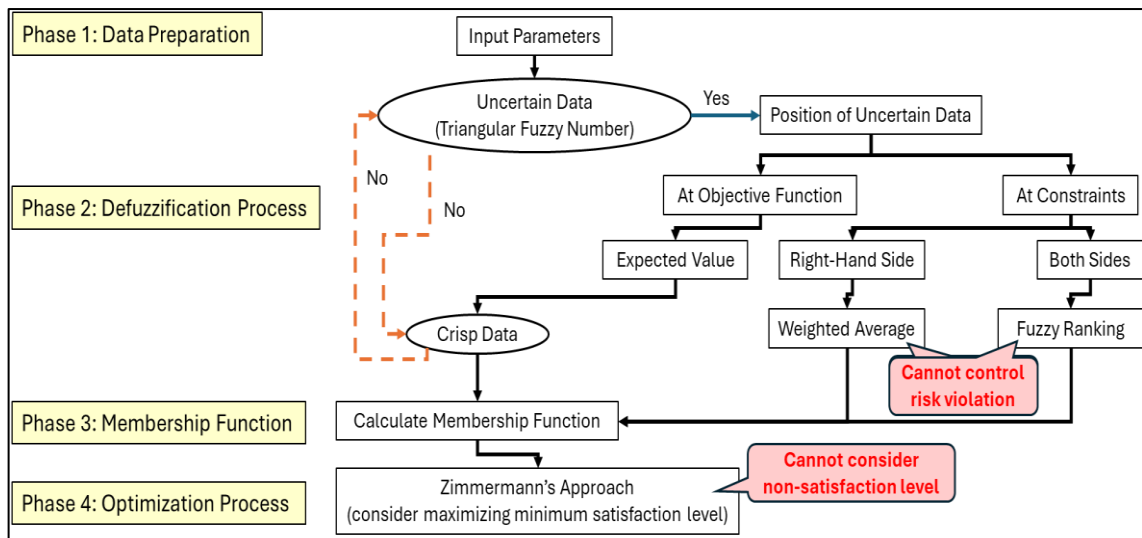 Phase 1: Data Preparation
Input Parameters
Uncertain Data
(Triangular Fuzzy Number)
Yes
Position of Uncertain Data
No
No
Phase 2: Defuzzification Process
At Objective Function
At Constraints
Expected Value
Right-Hand Side
Both Sides
Crisp Data
Weighted Average
Fuzzy Ranking
Cannot control
risk violation
Phase 3: Membership Function
Calculate Membership Function
Cannot consider
non-satisfaction level
Phase 4: Optimization Process
Zimmermann’s Approach
(consider maximizing minimum satisfaction level)